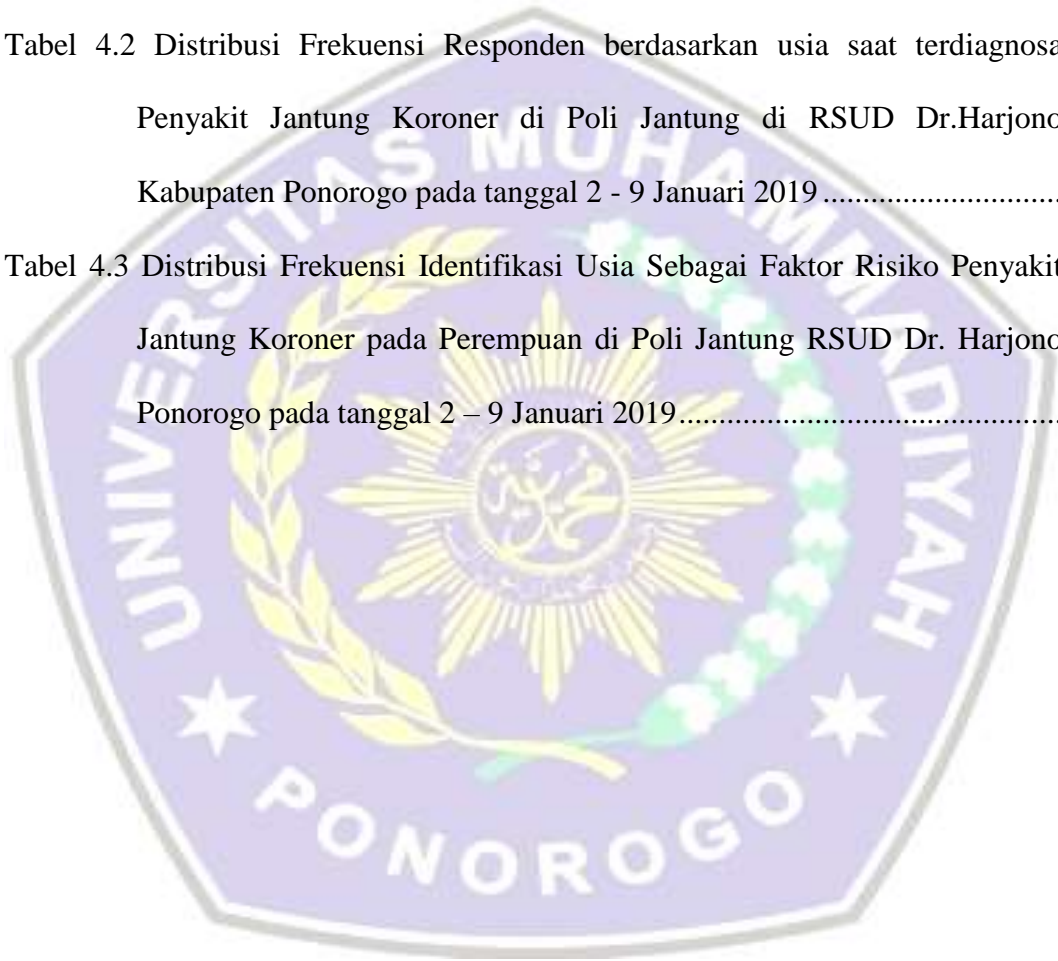 Tabel 4.2 Distribusi Frekuensi Responden berdasarkan usia saat terdiagnosa
Penyakit Jantung Koroner di Poli Jantung di RSUD Dr.Harjono
Kabupaten Ponorogo pada tanggal 2 - 9 Januari 2019 ..............................
Tabel 4.3 Distribusi Frekuensi Identifikasi Usia Sebagai Faktor Risiko Penyakit
Jantung Koroner pada Perempuan di Poli Jantung RSUD Dr. Harjono
Ponorogo pada tanggal 2 – 9 Januari 2019................................................
UNIVERSITAS MUHAMMADIYAH
PONOROGO